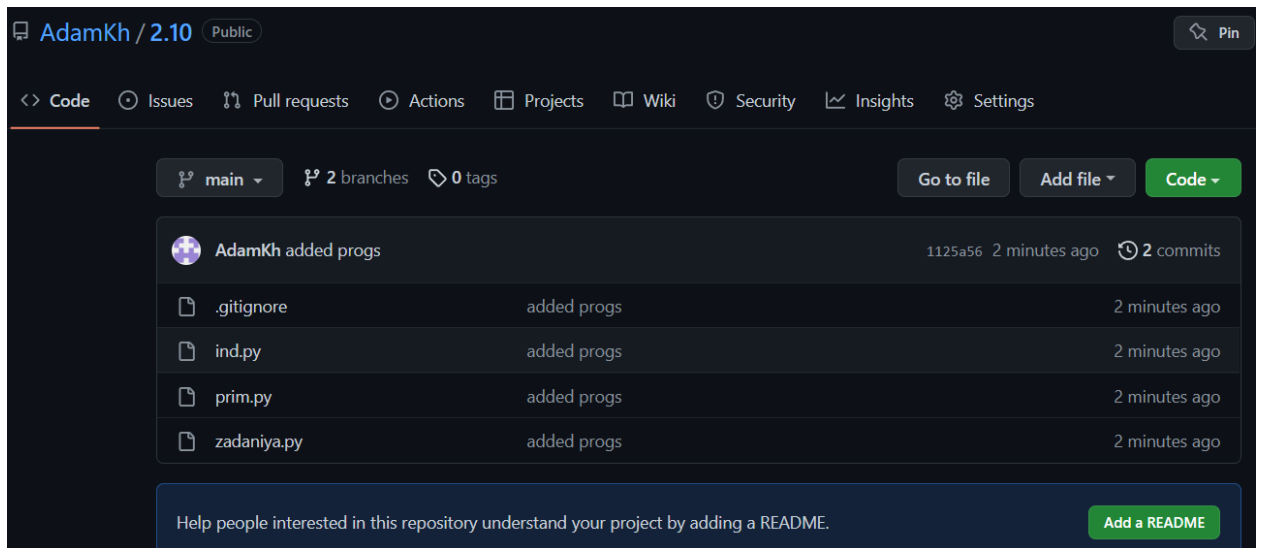 AdamKh / 2.10 Public Pin
Code Issues Pull requests Actions Projects Wiki Security Insights Settings
main 2 branches 0 tags Go to file Add file Code
AdamKh added progs 1125a56 2 minutes ago 2 commits
.gitignore added progs 2 minutes ago
ind.py added progs 2 minutes ago
prim.py added progs 2 minutes ago
zadaniya.py added progs 2 minutes ago
Help people interested in this repository understand your project by adding a README. Add a README